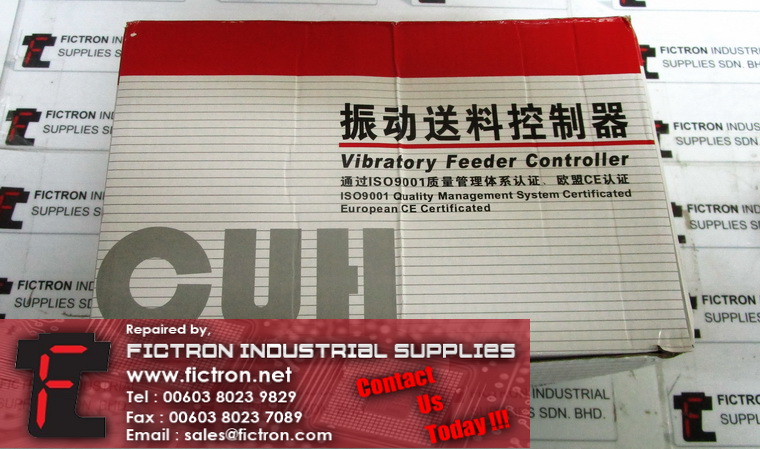 FICTRON INDUSTRIAL
SUPPLIES SDN. BHD.
振动送料控制器
Vibratory Feeder Controller
通过ISO9001质量管理体系认证、欧盟CE认证
ISO9001 Quality Management System Certificated
European CE Certificated
CUH
Repaired by,
FICTRON INDUSTRIAL SUPPLIES
www.fictron.net
Tel : 00603 8023 9829
Fax : 00603 8023 7089
Email : sales@fictron.com
Contact
Us
Today !!!